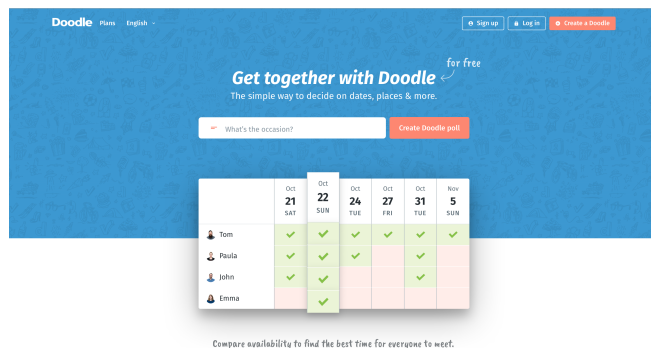 Doodle Plans English Sign up Log in Create a Doodle
for free
Get together with Doodle
The simple way to decide on dates, places & more.
What's the occasion? Create Doodle poll
Oct Oct Oct Oct Oct Nov
21 22 24 27 31 5
SAT SUN TUE FRI TUE SUN
Tom
Paula
John
Emma
Compare availability to find the best time for everyone to meet.